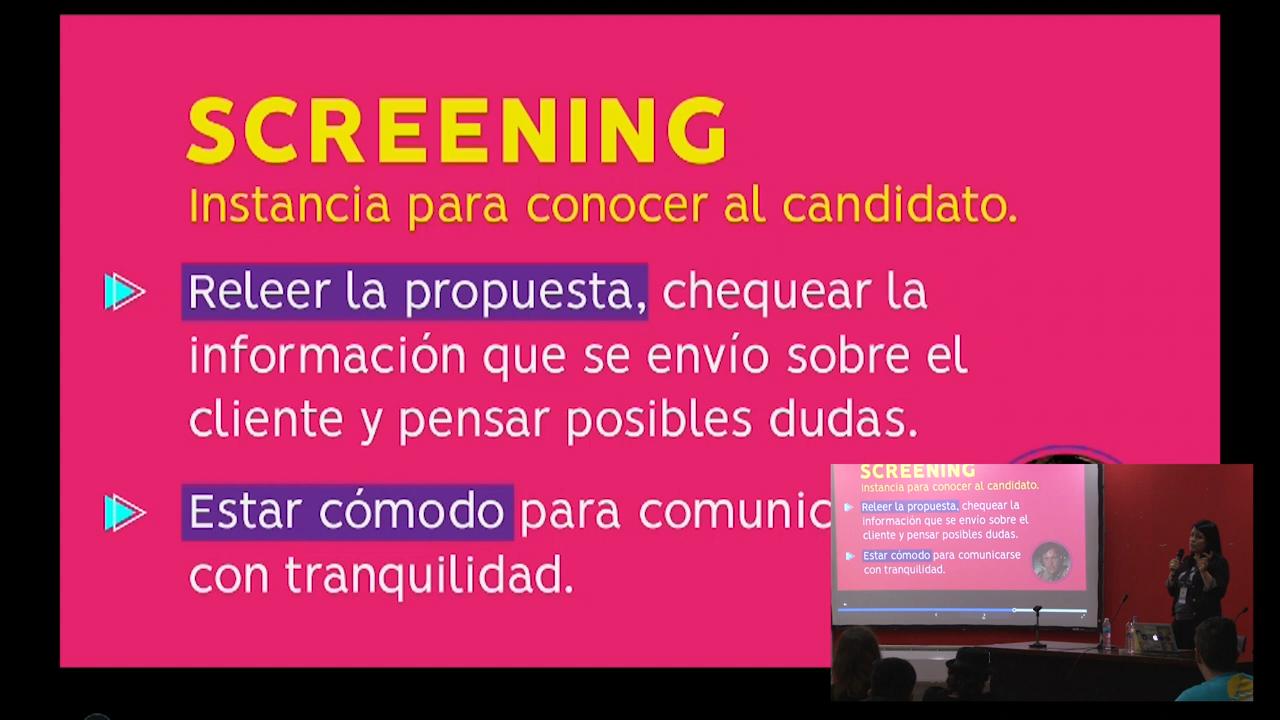 SCREENING
Instancia para conocer al candidato.
Releer la propuesta, chequear la
información que se envío sobre el
cliente y pensar posibles dudas.
Estar cómodo para comunic
con tranquilidad.
SCREENING
Instancia para conocer al candidato.
Releer la propuesta, chequear la
información que se envío sobre el
cliente y pensar posibles dudas.
Estar cómodo para comunicarse
con tranquilidad.